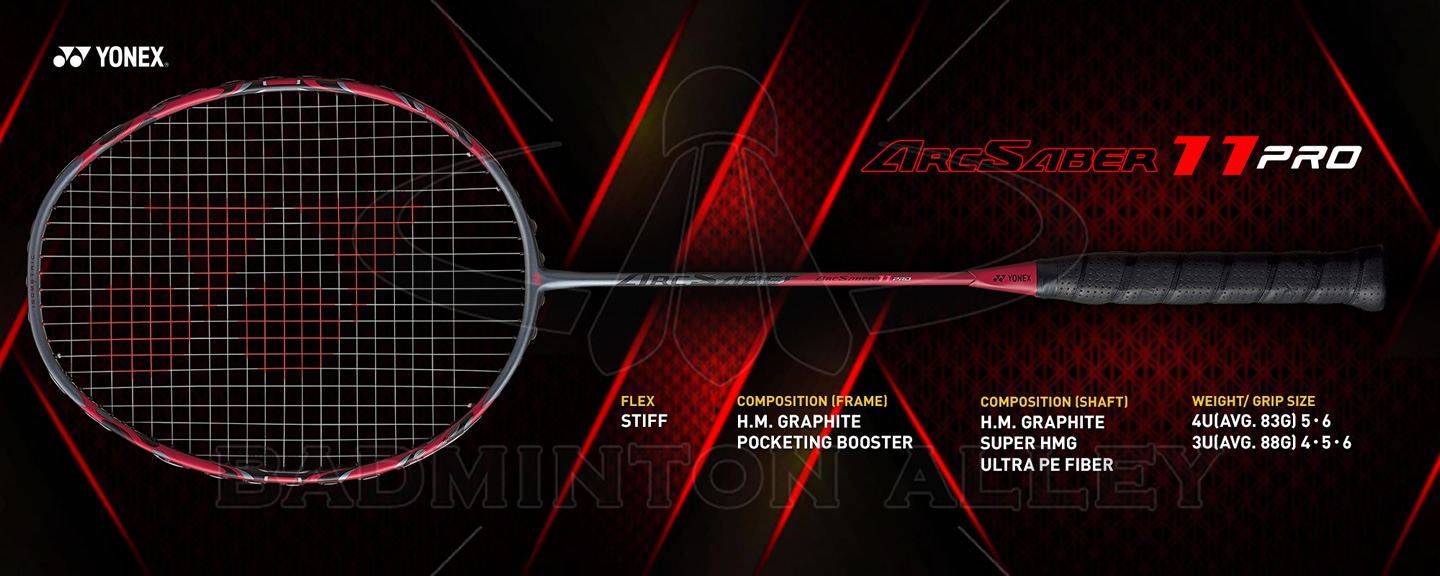 YONEX
ARCSABER 11 PRO
ISOMETRIC
ARCSABER
ARCSABER 11 PRO
YONEX
FLEX
STIFF
COMPOSITION (FRAME)
H.M. GRAPHITE
POCKETING BOOSTER
COMPOSITION (SHAFT)
H.M. GRAPHITE
SUPER HMG
ULTRA PE FIBER
WEIGHT/ GRIP SIZE
4U(AVG. 83G) 5・6
3U(AVG. 88G) 4・5・6
BADMINTON ALLEY